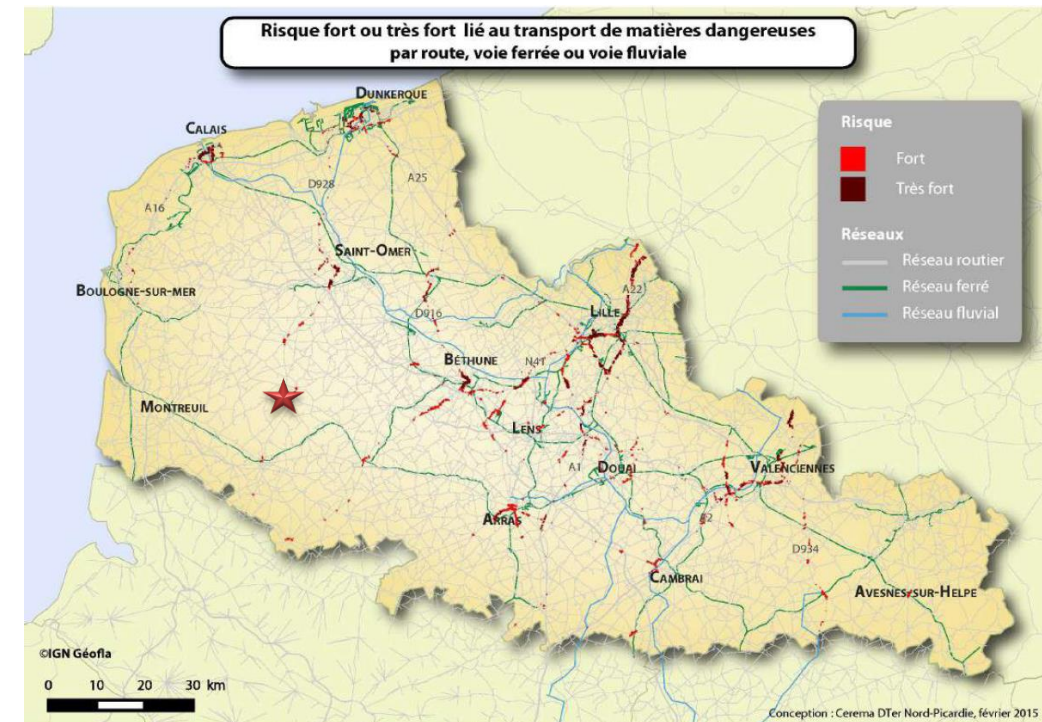 Risque fort ou très fort lié au transport de matières dangereuses
par route, voie ferrée ou voie fluviale
DUNKERQUE
CALAIS
Risque
Fort
Très fort
Réseaux
Réseau routier
Réseau ferré
Réseau fluvial
A25
D928
A16
SAINT-OMER
BOULOGNE-SUR-MER
A22
LILLE
D916
BÉTHUNE
N41
MONTREUIL
LENS
A1
DOUAI
VALENCIENNES
ARRAS
A2
D934
CAMBRAI
AVESNES-SUR-HELPE
©IGN Géofla
0 10 20 30 km
Conception : Cerema DTer Nord-Picardie, février 2015